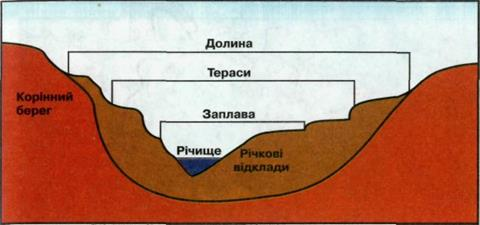 Долина
Тераси
Корінний
берег
Заплава
Річище
Річкові
відклади